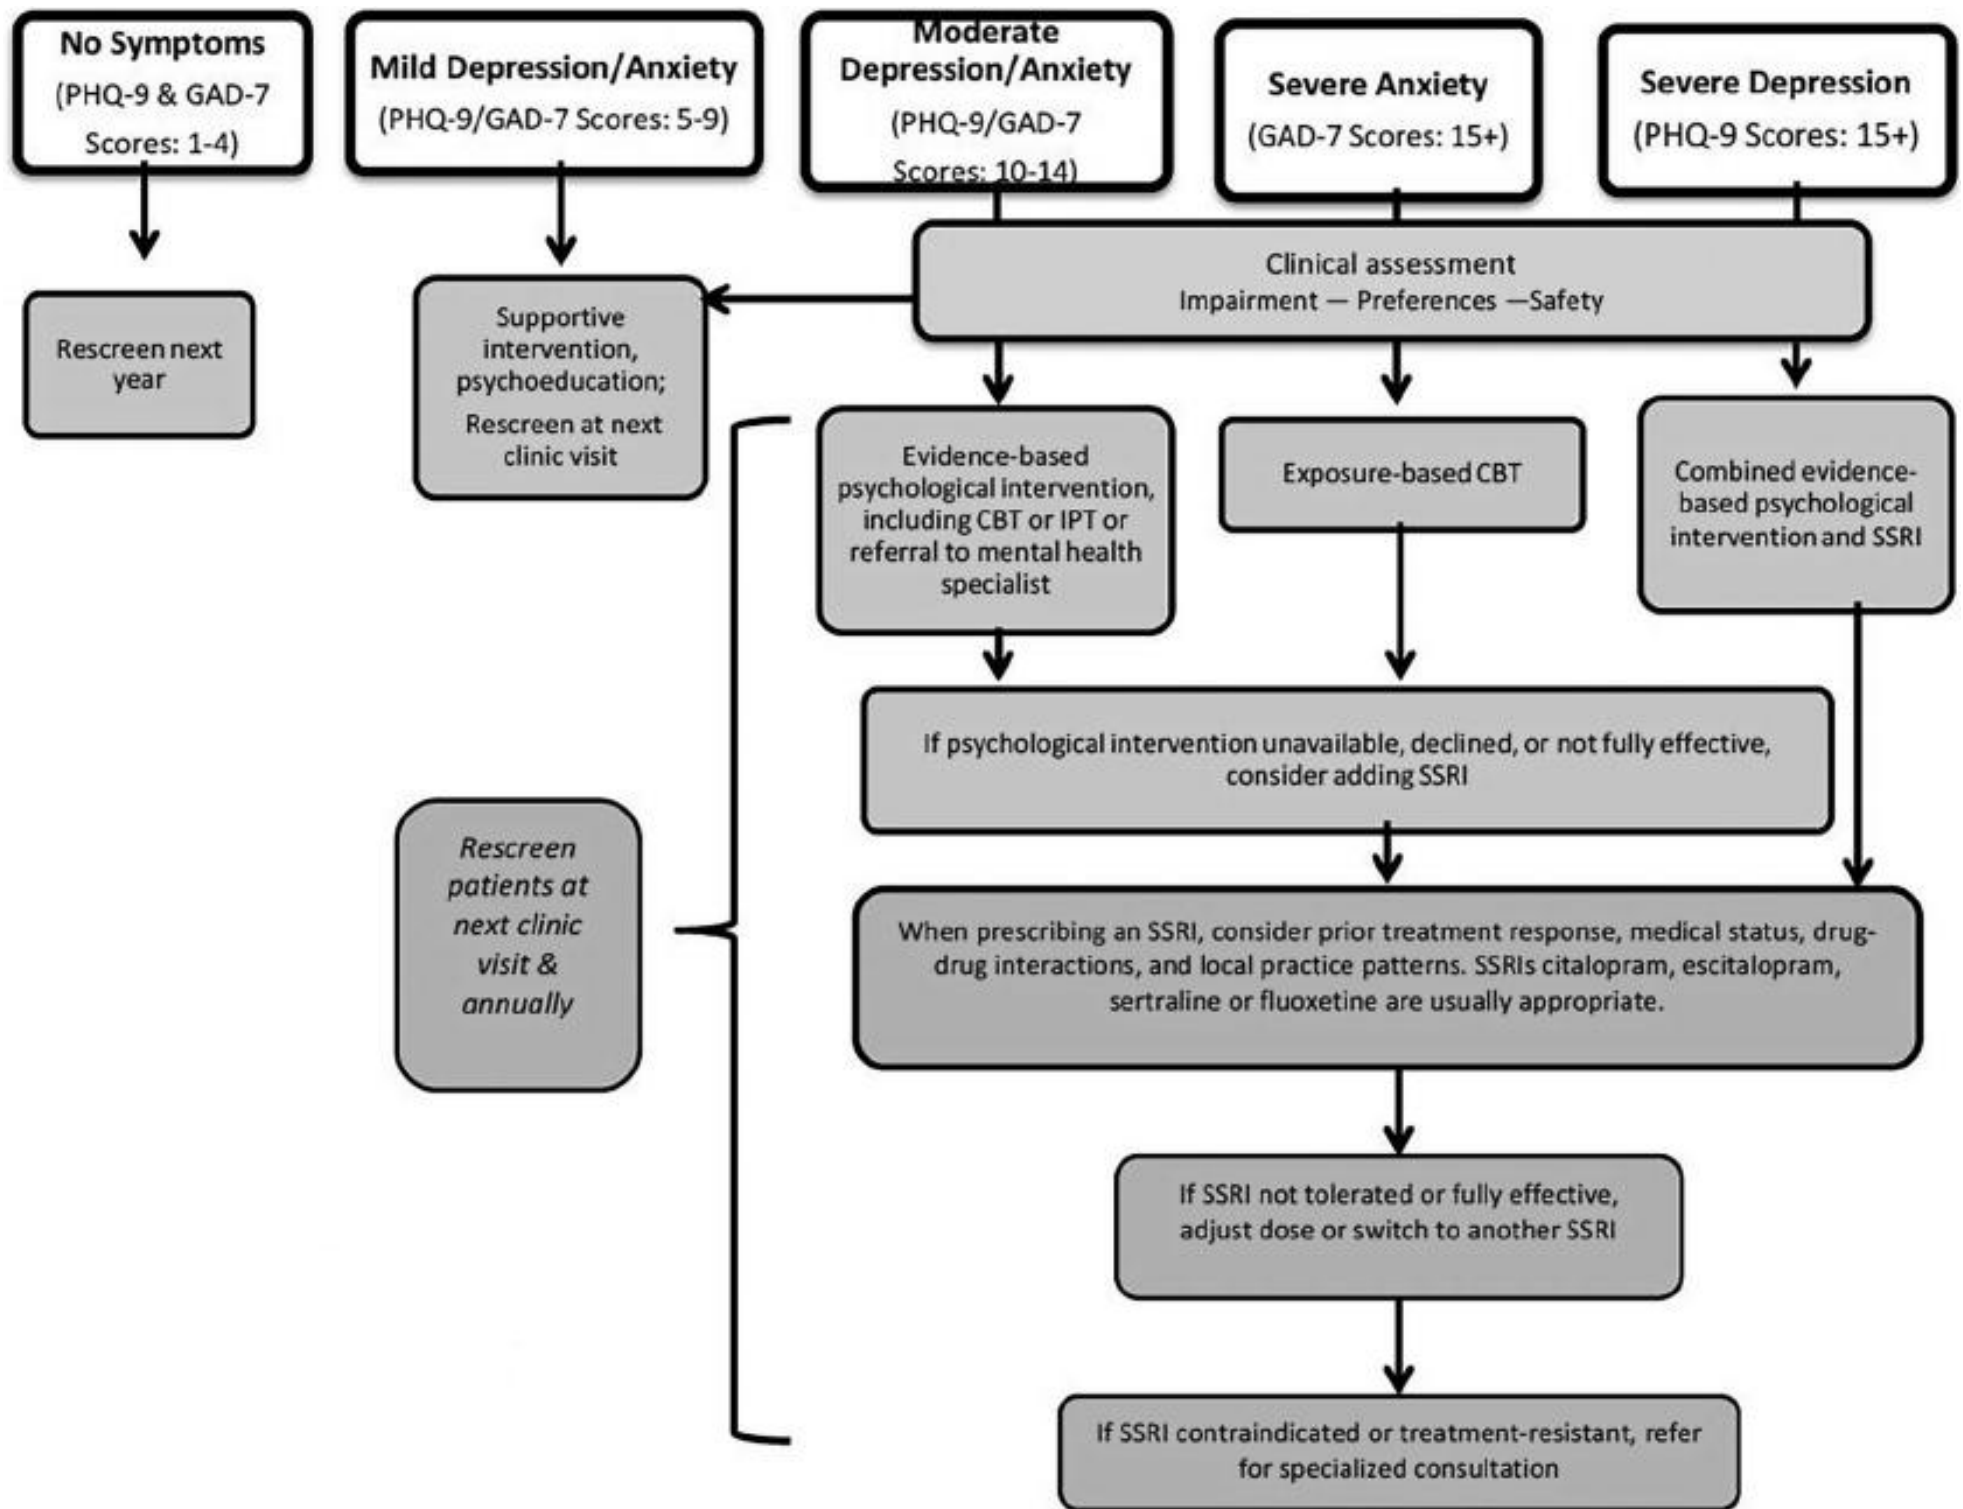 No Symptoms
(PHQ-9 & GAD-7
Scores: 1-4)
Mild Depression/Anxiety
(PHQ-9/GAD-7 Scores: 5-9)
Moderate
Depression/Anxiety
(PHQ-9/GAD-7
Scores: 10-14)
Severe Anxiety
(GAD-7 Scores: 15+)
Severe Depression
(PHQ-9 Scores: 15+)
Clinical assessment
Impairment — Preferences —Safety
Rescreen next
year
Supportive
intervention,
psychoeducation;
Rescreen at next
clinic visit
Evidence-based
psychological intervention,
including CBT or IPT or
referral to mental health
specialist
Exposure-based CBT
Combined evidence-
based psychological
intervention and SSRI
If psychological intervention unavailable, declined, or not fully effective,
consider adding SSRI
Rescreen
patients at
next clinic
visit &
annually
When prescribing an SSRI, consider prior treatment response, medical status, drug-
drug interactions, and local practice patterns. SSRIs citalopram, escitalopram,
sertraline or fluoxetine are usually appropriate.
If SSRI not tolerated or fully effective,
adjust dose or switch to another SSRI
If SSRI contraindicated or treatment-resistant, refer
for specialized consultation